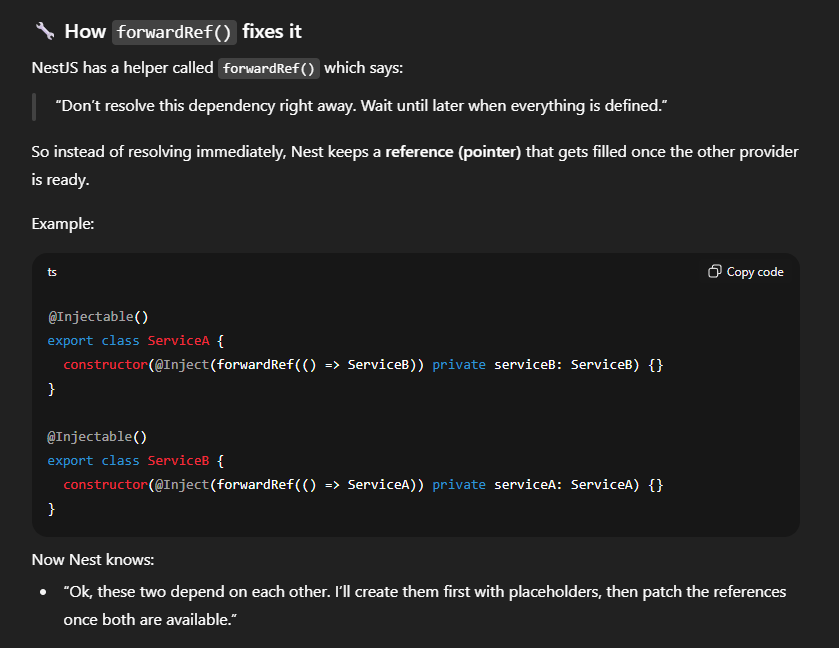 🔧 How forwardRef() fixes it
NestJS has a helper called forwardRef() which says:
“Don’t resolve this dependency right away. Wait until later when everything is defined.”
So instead of resolving immediately, Nest keeps a reference (pointer) that gets filled once the other provider
is ready.
Example:
ts
Copy code
@Injectable()
export class ServiceA {
  constructor(@Inject(forwardRef(() => ServiceB)) private serviceB: ServiceB) {}
}
@Injectable()
export class ServiceB {
  constructor(@Inject(forwardRef(() => ServiceA)) private serviceA: ServiceA) {}
}
Now Nest knows:
• “Ok, these two depend on each other. I’ll create them first with placeholders, then patch the references
once both are available.”